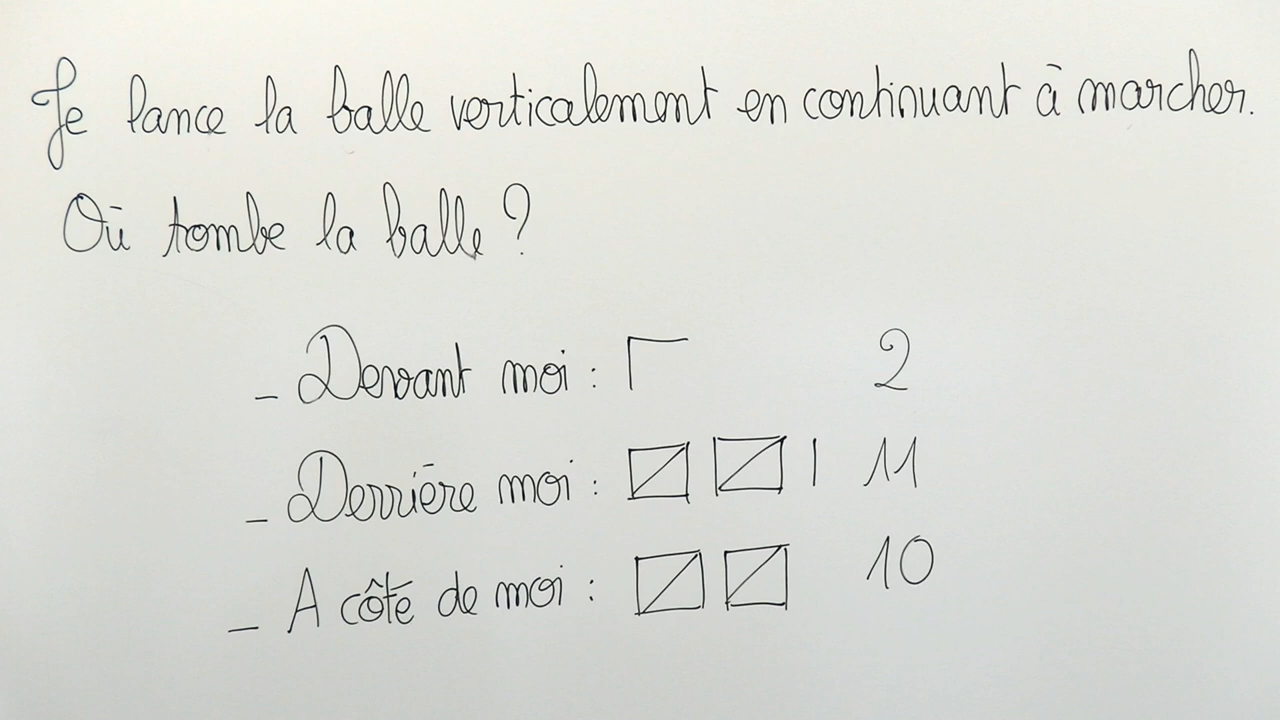 Je lance la balle verticalement en continuant à marcher.
Où tombe la balle ?
- Devant moi : 2
- Derrière moi : 11
- A côté de moi : 10